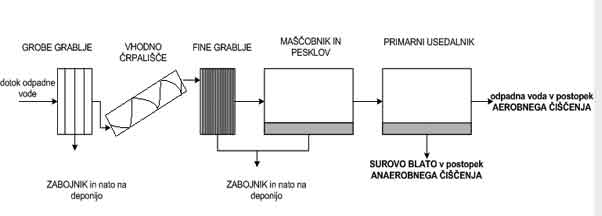 GROBE GRABLJE
VHODNO
ČRPALIŠČE
FINE GRABLJE
MAŠČOBNIK IN
PESKLOV
PRIMARNI USEDALNIK
dotok odpadne
vode
odpadna voda v postopek
AEROBNEGA ČIŠČENJA
SUROVO BLATO v postopek
ANAEROBNEGA ČIŠČENJA
ZABOJNIK in nato na
deponijo
ZABOJNIK in nato na
deponijo